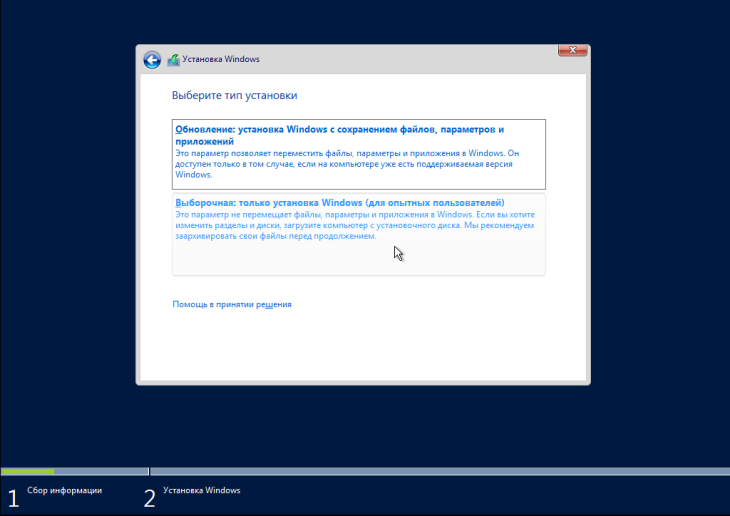 Установка Windows
Выберите тип установки
Обновление: установка Windows с сохранением файлов, параметров и
приложений
Это параметр позволяет переместить файлы, параметры и приложения в Windows. Он
доступен только в том случае, если на компьютере уже есть поддерживаемая версия
Windows.
Выборочная: только установка Windows (для опытных пользователей)
Это параметр не перемещает файлы, параметры и приложения в Windows. Если вы хотите
изменить разделы и диски, загрузите компьютер с установочного диска. Мы рекомендуем
заархивировать свои файлы перед продолжением.
Помощь в принятии решения
1 Сбор информации
2 Установка Windows